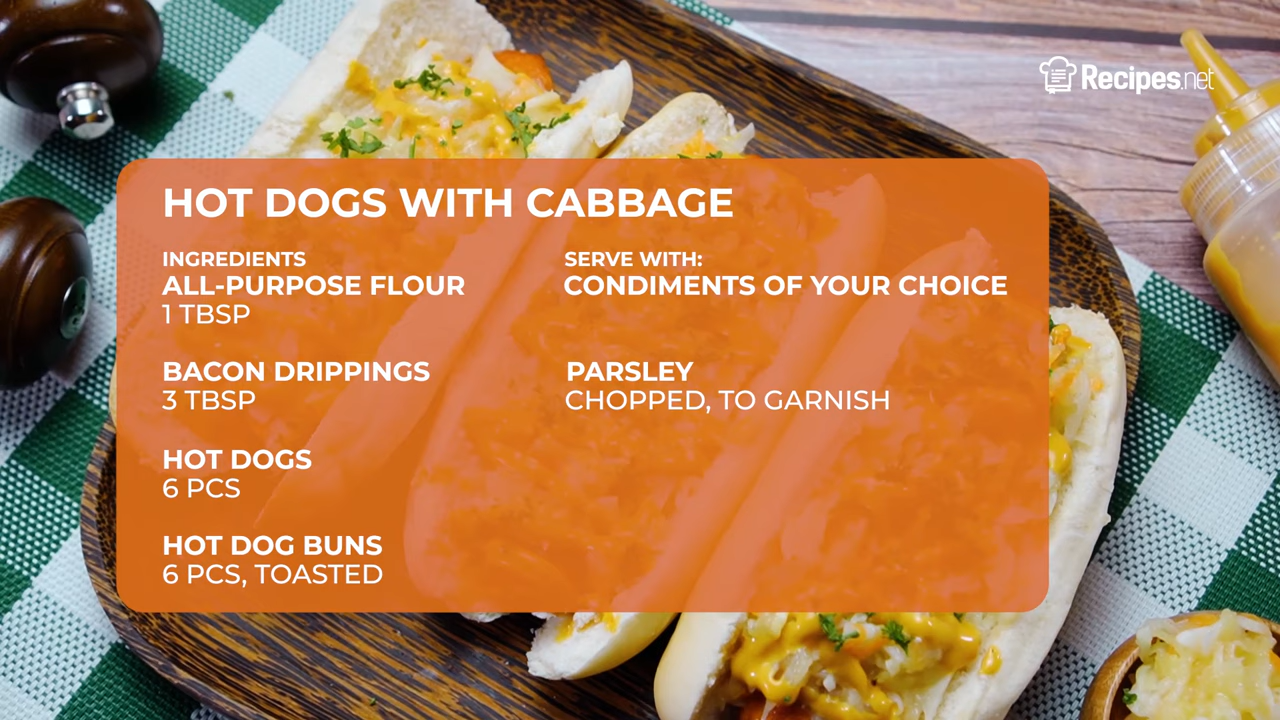 Recipes.net
HOT DOGS WITH CABBAGE
INGREDIENTS
ALL-PURPOSE FLOUR
1 TBSP
BACON DRIPPINGS
3 TBSP
HOT DOGS
6 PCS
HOT DOG BUNS
6 PCS, TOASTED
SERVE WITH:
CONDIMENTS OF YOUR CHOICE
PARSLEY
CHOPPED, TO GARNISH